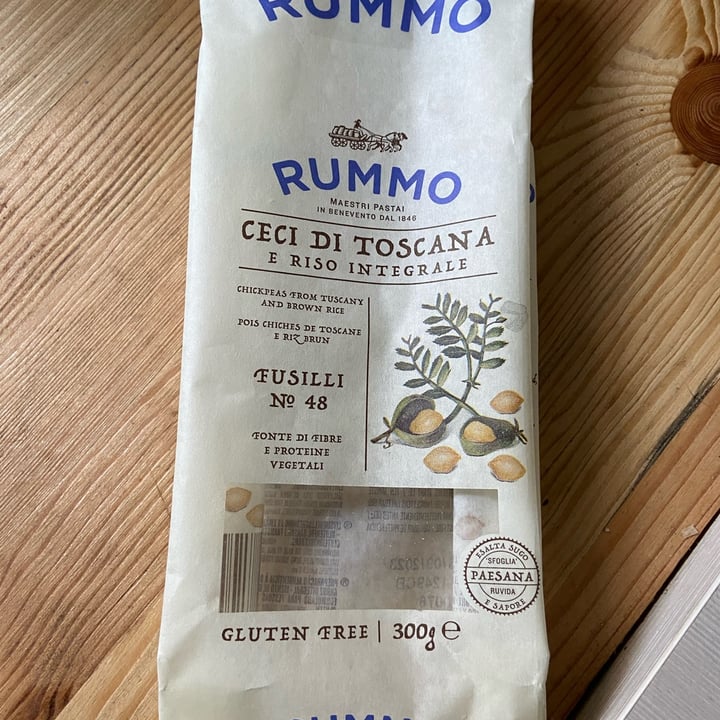 RUMMO
RUMMO
MAESTRI PASTAI
IN BENEVENTO DAL 1846
CECI DI TOSCANA
E RISO INTEGRALE
CHICKPEAS FROM TUSCANY
AND BROWN RICE
POIS CHICHES DE TOSCANE
E RIZ BRUN
FUSILLI
Nº 48
FONTE DI FIBRE
E PROTEINE
VEGETALI
ESALTA SUGO
'SFOGLIA'
PAESANA
RUVIDA
E SAPORE
GLUTEN FREE | 300g ℮
RUMMO